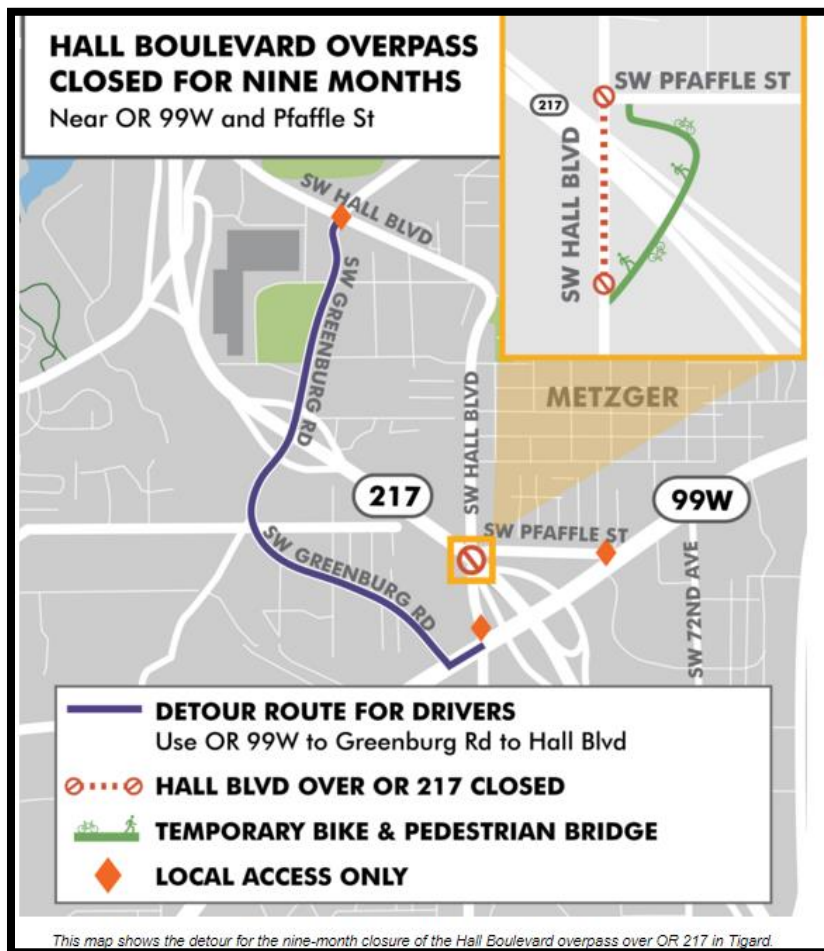 HALL BOULEVARD OVERPASS
CLOSED FOR NINE MONTHS
Near OR 99W and Pfaffle St
SW PFAFFLE ST
217
SW HALL BLVD
SW HALL BLVD
SW GREENBURG RD
SW HALL BLVD
METZGER
217
99W
SW PFAFFLE ST
SW GREENBURG RD
SW 72ND AVE
DETOUR ROUTE FOR DRIVERS
Use OR 99W to Greenburg Rd to Hall Blvd
HALL BLVD OVER OR 217 CLOSED
TEMPORARY BIKE & PEDESTRIAN BRIDGE
LOCAL ACCESS ONLY
This map shows the detour for the nine-month closure of the Hall Boulevard overpass over OR 217 in Tigard.